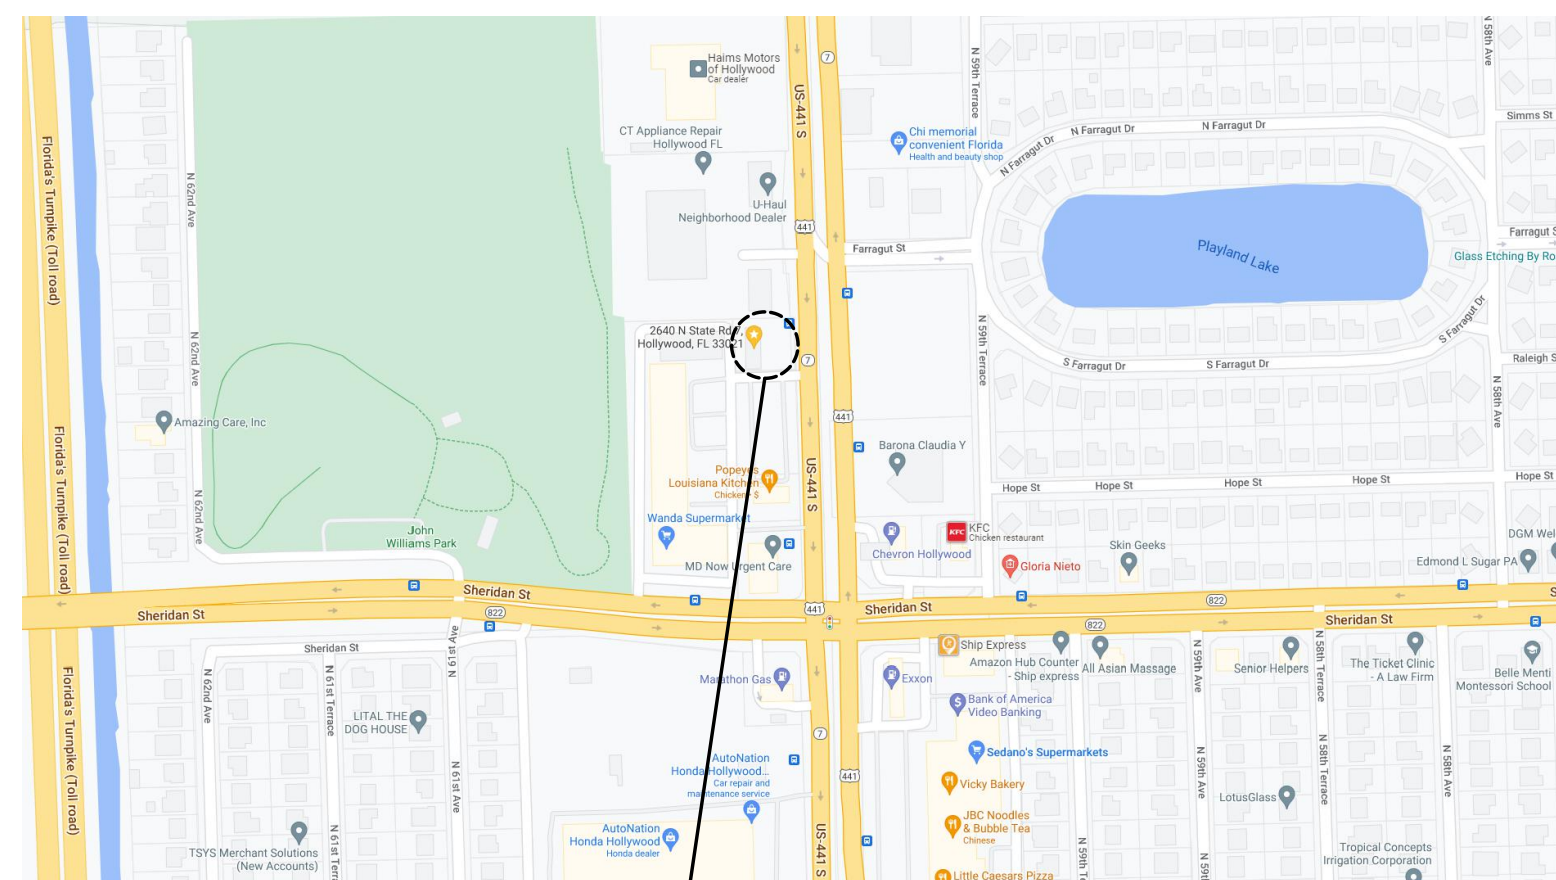 Haims Motors
of Hollywood
Car dealer
CT Appliance Repair
Hollywood FL
U-Haul
Neighborhood Dealer
Chi memorial
convenient Florida
Health and beauty shop
US-441 S
7
441
N 59th Terrace
N 58th Ave
Simms St
N Farragut Dr
N Farragut Dr
N Farragut Dr
Farragut St
Playland Lake
Farragut S
Glass Etching By Ro
S Farragut Dr
S Farragut Dr
S Farragut Dr
Raleigh S
N 59th Terrace
N 58th Ave
Florida's Turnpike (Toll road)
N 62nd Ave
N 62nd Ave
N 62nd Ave
2640 N State Rd 7,
Hollywood, FL 33021
7
441
Amazing Care, Inc
Florida's Turnpike (Toll road)
Barona Claudia Y
US-441 S
Popeyes
Louisiana Kitchen
Chicken • $
Hope St
Hope St
Hope St
Hope St
Hope St
Wanda Supermarket
John
Williams Park
MD Now Urgent Care
Chevron Hollywood
KFC
KFC
Chicken restaurant
Gloria Nieto
Skin Geeks
DGM Wel
Edmond L Sugar PA
Sheridan St
Sheridan St
822
441
Sheridan St
822
822
Sheridan St
S
Sheridan St
N 61st Ave
N 62nd Ave
N 61st Terrace
LITAL THE
DOG HOUSE
Marathon Gas
Exxon
Ship Express
Amazon Hub Counter
- Ship express
All Asian Massage
Senior Helpers
The Ticket Clinic
- A Law Firm
Belle Menti
Montessori School
N 59th Ave
N 58th Terrace
Bank of America
Video Banking
Sedano's Supermarkets
Vicky Bakery
JBC Noodles
& Bubble Tea
Chinese
Little Caesars Pizza
7
441
AutoNation
Honda Hollywood...
Car repair and
maintenance service
AutoNation
Honda Hollywood
Honda dealer
US-441 S
Florida's Turnpike (Toll road)
N 61st Ave
N 61st Terra
TSYS Merchant Solutions
(New Accounts)
LotusGlass
N 59th Ave
N 58th Terrace
N 58th Ave
N 59th Te
N 59th Ave
Tropical Concepts
Irrigation Corporation